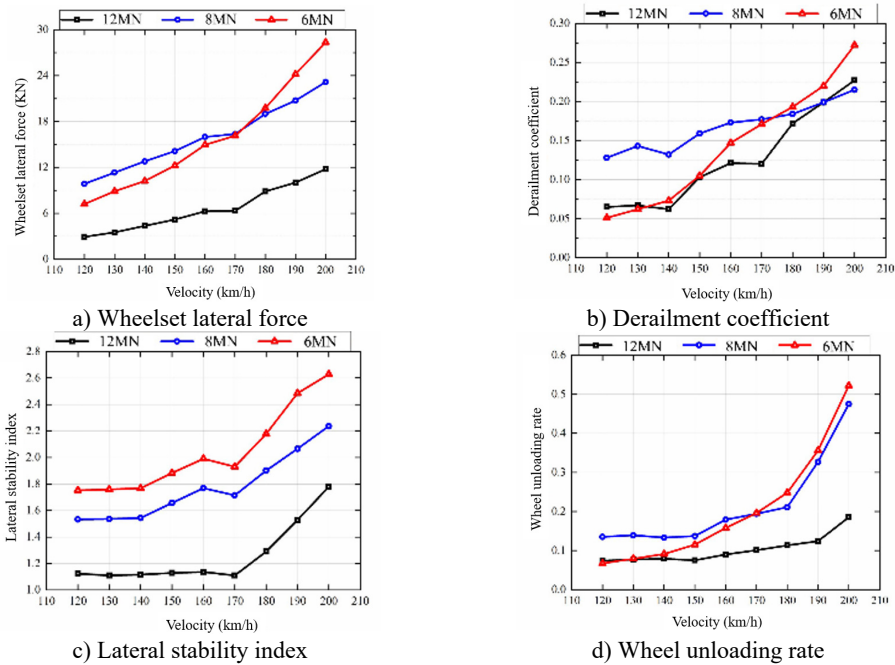 12MN 8MN 6MN
30
24
18
12
6
0
Wheelset lateral force (KN)
110 120 130 140 150 160 170 180 190 200 210
Velocity (km/h)
a) Wheelset lateral force
12MN 8MN 6MN
0.30
0.25
0.20
0.15
0.10
0.05
0.00
Derailment coefficient
110 120 130 140 150 160 170 180 190 200 210
Velocity (km/h)
b) Derailment coefficient
12MN 8MN 6MN
2.8
2.6
2.4
2.2
2.0
1.8
1.6
1.4
1.2
1.0
Lateral stability index
110 120 130 140 150 160 170 180 190 200 210
Velocity (km/h)
c) Lateral stability index
12MN 8MN 6MN
0.6
0.5
0.4
0.3
0.2
0.1
0.0
Wheel unloading rate
110 120 130 140 150 160 170 180 190 200 210
Velocity (km/h)
d) Wheel unloading rate